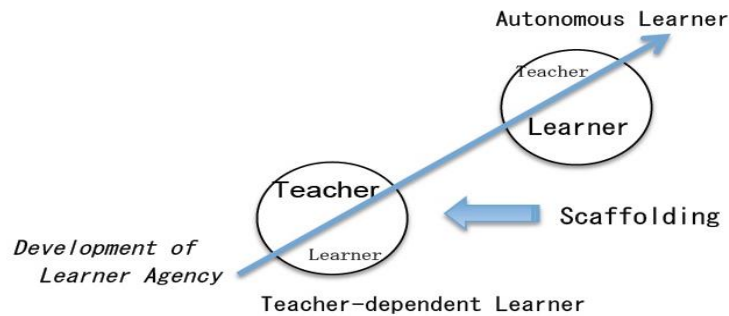 Autonomous Learner
Teacher
Learner
Teacher
Learner
Scaffolding
Development of
Learner Agency
Teacher-dependent Learner